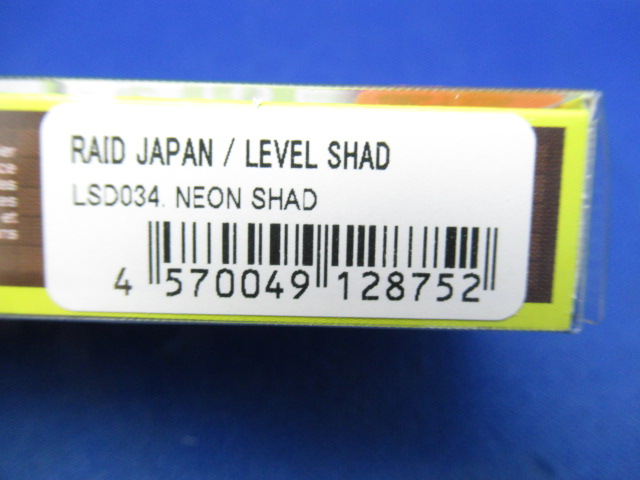 RAID JAPAN / LEVEL SHAD
LSD034. NEON SHAD
4 570049 128752